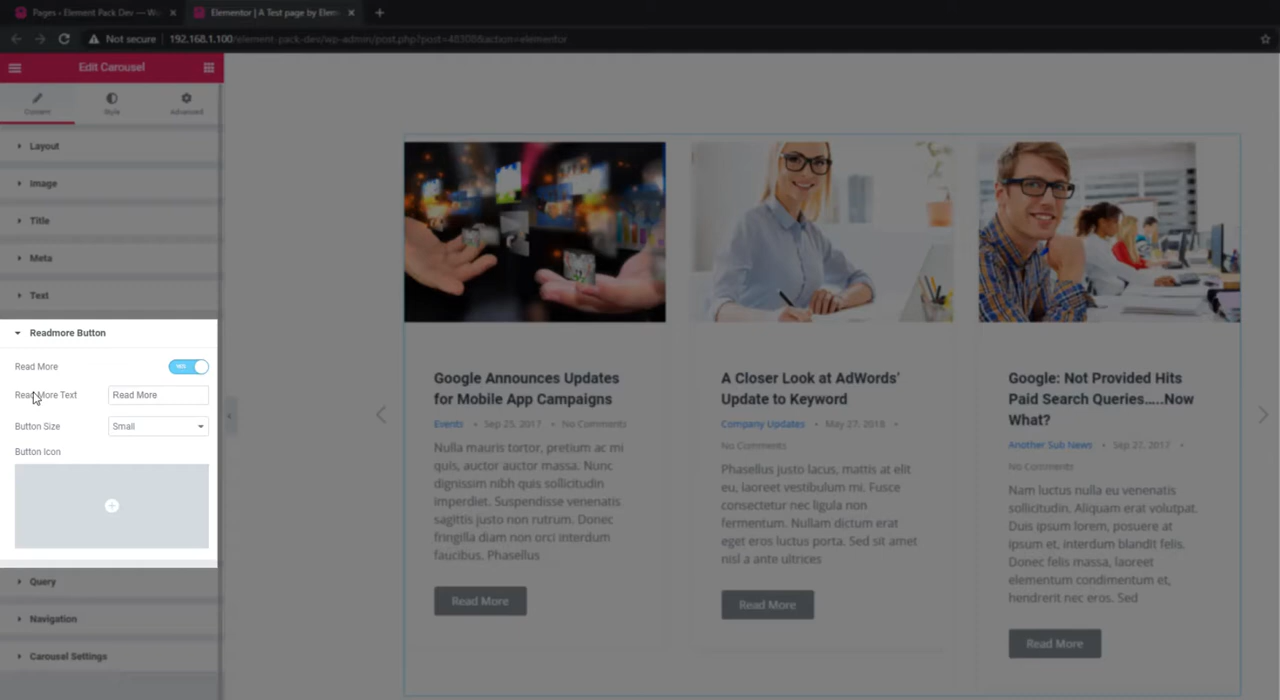 Pages ‹ Element Pack Dev — Wo
Elementor | A Test page by Elem
Not secure
192.168.1.100/element-pack-dev/wp-admin/post.php?post=48308&action=elementor
Edit Carousel
Content
Style
Advanced
Layout
Image
Title
Meta
Text
Readmore Button
Read More
YES
Read More Text
Read More
Button Size
Small
Button Icon
Query
Navigation
Carousel Settings
Google Announces Updates
for Mobile App Campaigns
Events • Sep 25, 2017 • No Comments
Nulla mauris tortor, pretium ac mi
quis, auctor auctor massa. Nunc
dignissim nibh quis sollicitudin
imperdiet. Suspendisse venenatis
sagittis justo non rutrum. Donec
fringilla diam non orci interdum
faucibus. Phasellus
Read More
A Closer Look at AdWords’
Update to Keyword
Company Updates • May 27, 2018 •
No Comments
Phasellus justo lacus, mattis at elit
eu, laoreet vestibulum mi. Fusce
consectetur nec ligula non
fermentum. Nullam dictum erat
eget eros luctus porta. Sed sit amet
nisl a ante ultrices
Read More
Google: Not Provided Hits
Paid Search Queries…..Now
What?
Another Sub News • Sep 27, 2017 •
No Comments
Nam luctus nulla eu venenatis
sollicitudin. Aliquam erat volutpat.
Duis ipsum lorem, posuere at
ipsum et, interdum blandit felis.
Donec felis massa, laoreet
elementum condimentum et,
hendrerit nec eros. Sed
Read More